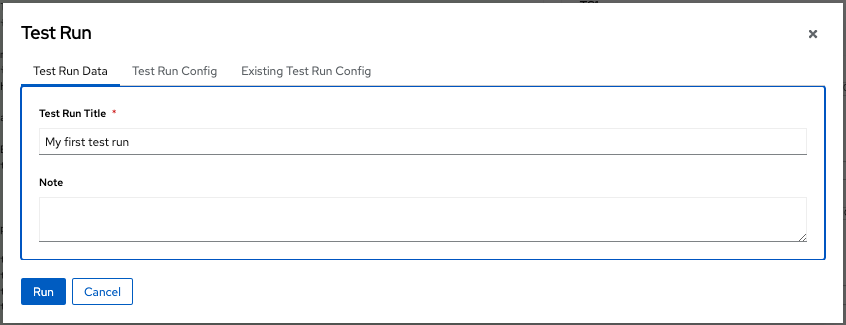 Test Run
Test Run Data Test Run Config Existing Test Run Config
Test Run Title *
My first test run
Note
Run Cancel